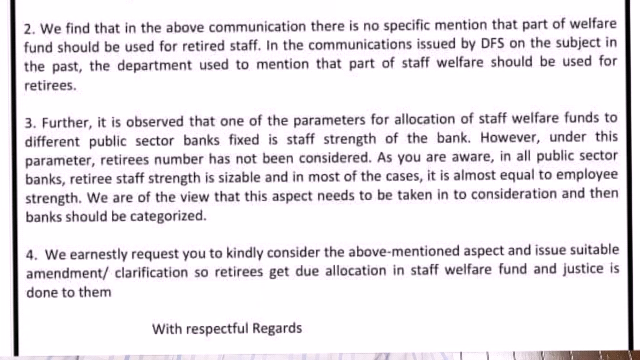 2. We find that in the above communication there is no specific mention that part of welfare
fund should be used for retired staff. In the communications issued by DFS on the subject in
the past, the department used to mention that part of staff welfare should be used for
retirees.
3. Further, it is observed that one of the parameters for allocation of staff welfare funds to
different public sector banks fixed is staff strength of the bank. However, under this
parameter, retirees number has not been considered. As you are aware, in all public sector
banks, retiree staff strength is sizable and in most of the cases, it is almost equal to employee
strength. We are of the view that this aspect needs to be taken in to consideration and then
banks should be categorized.
4. We earnestly request you to kindly consider the above-mentioned aspect and issue suitable
amendment/ clarification so retirees get due allocation in staff welfare fund and justice is
done to them
With respectful Regards